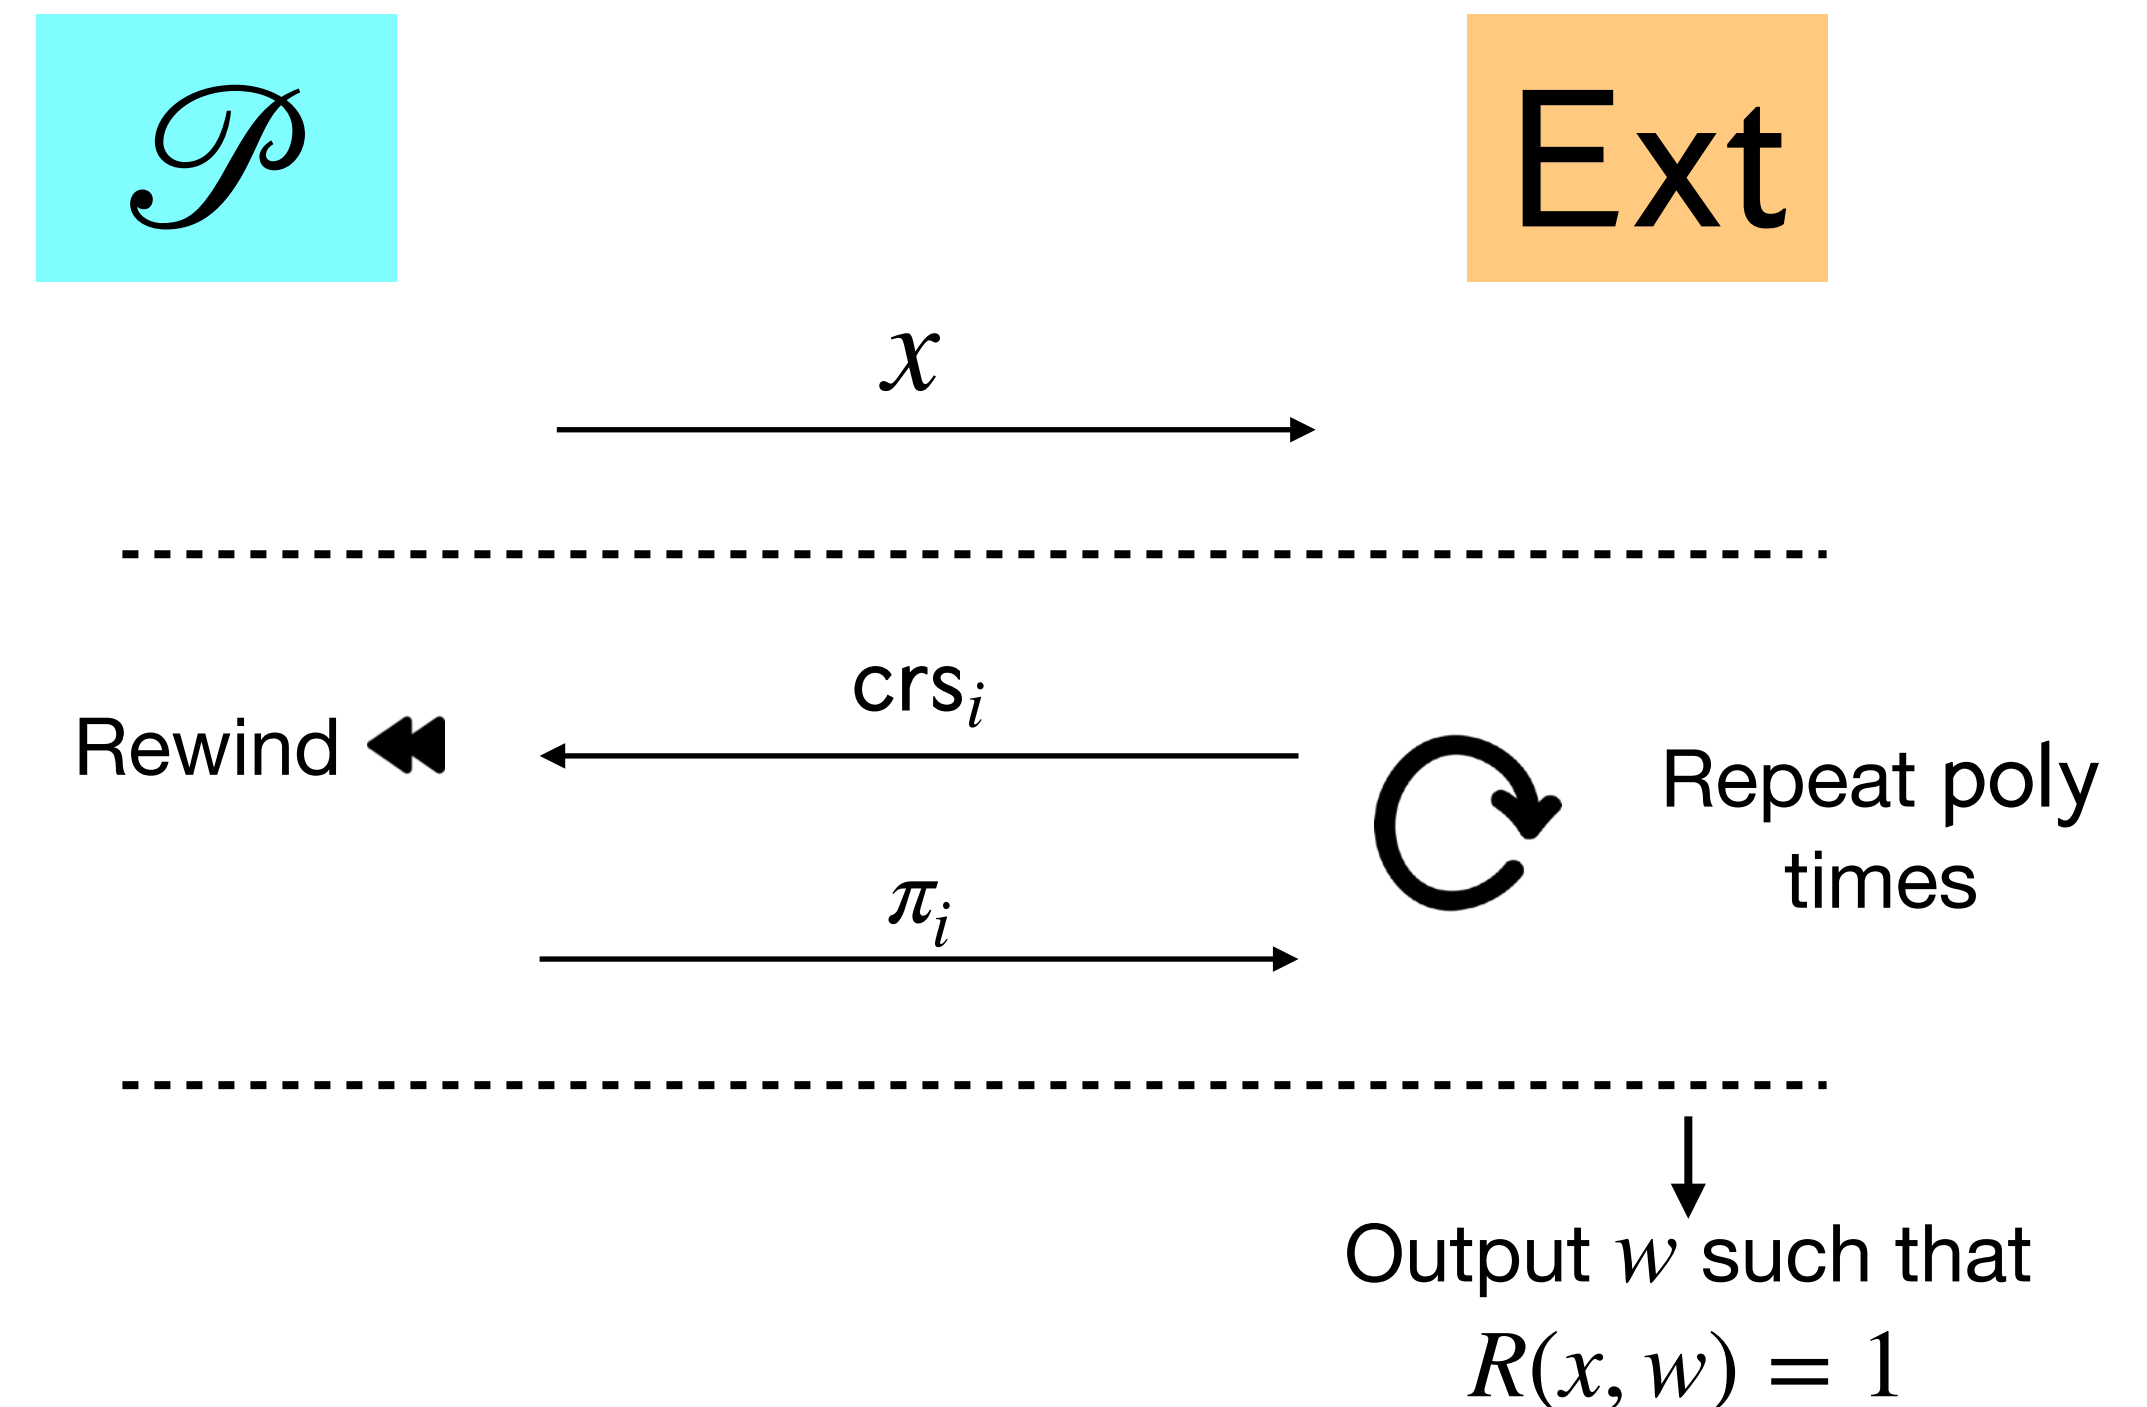 𝒫
Ext
x
crsᵢ
Rewind
πᵢ
Repeat poly
times
Output w such that
R(x, w) = 1